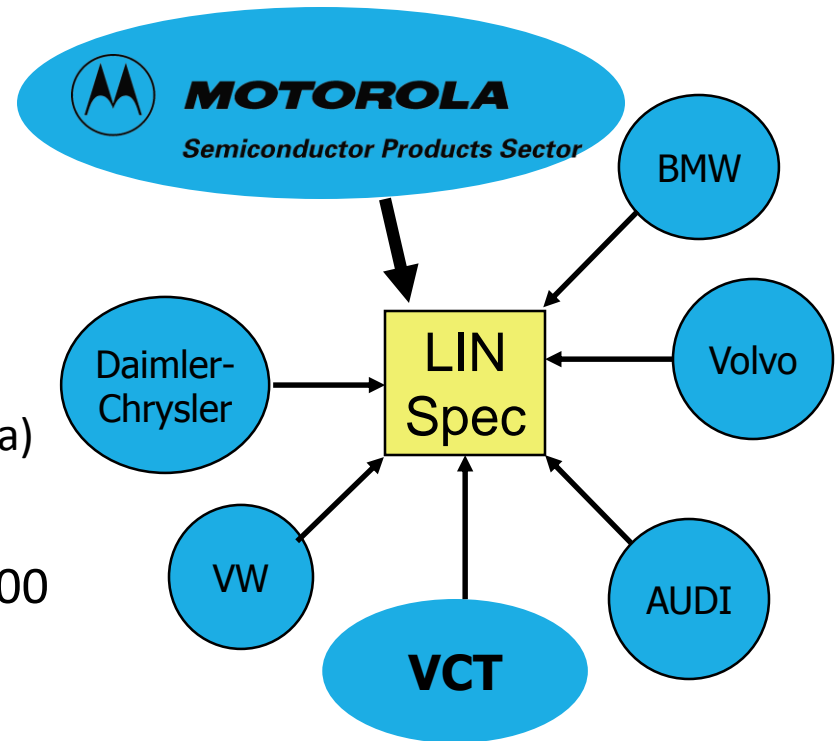 MOTOROLA
Semiconductor Products Sector
BMW
LIN
Spec
Volvo
Daimler-
Chrysler
a)
VW
00
AUDI
VCT